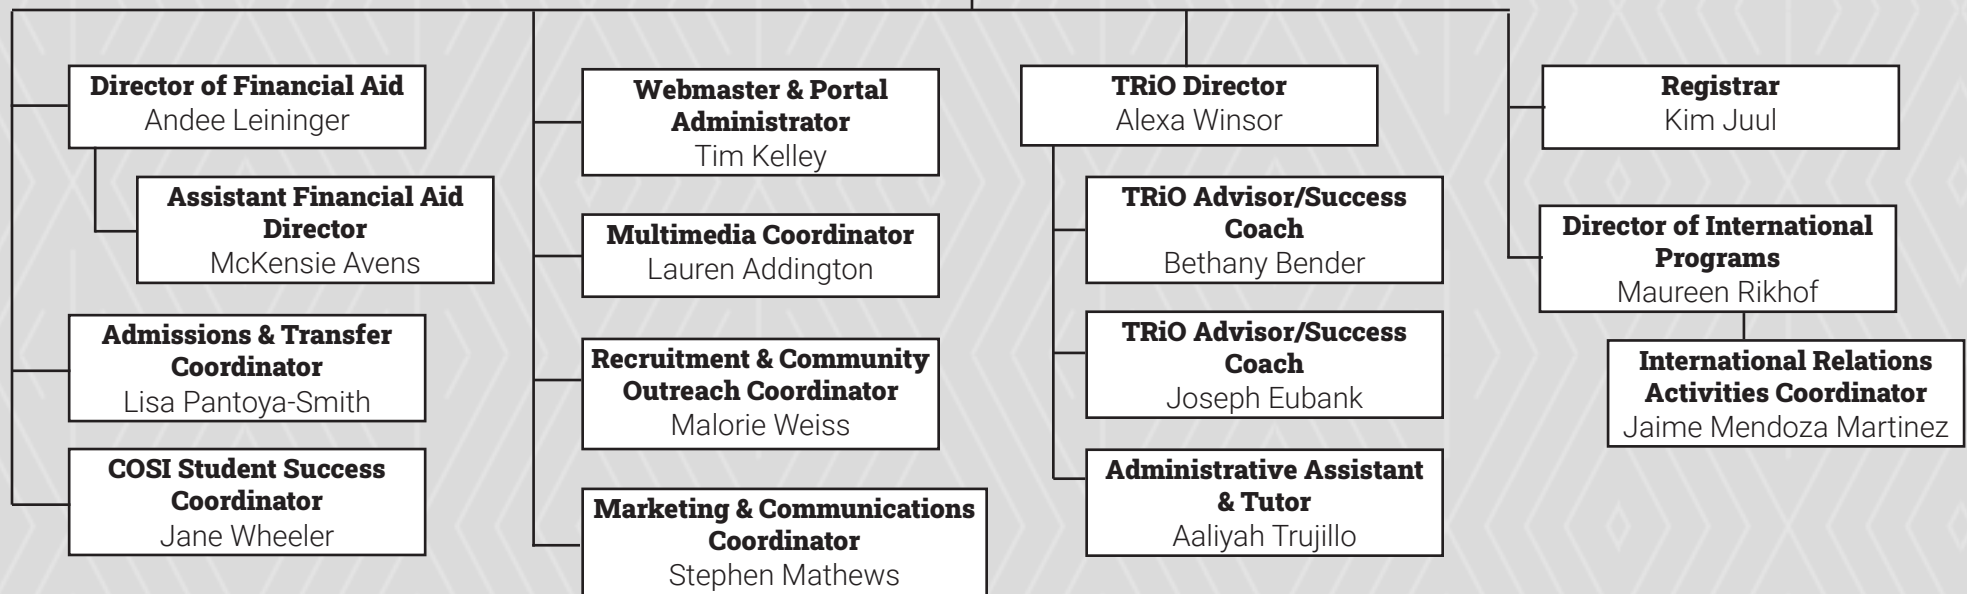 Director of Financial Aid
Andee Leininger
Assistant Financial Aid
Director
McKensie Avens
Admissions & Transfer
Coordinator
Lisa Pantoya-Smith
COSI Student Success
Coordinator
Jane Wheeler
Webmaster & Portal
Administrator
Tim Kelley
Multimedia Coordinator
Lauren Addington
Recruitment & Community
Outreach Coordinator
Malorie Weiss
Marketing & Communications
Coordinator
Stephen Mathews
TRiO Director
Alexa Winsor
TRiO Advisor/Success
Coach
Bethany Bender
TRiO Advisor/Success
Coach
Joseph Eubank
Administrative Assistant
& Tutor
Aaliyah Trujillo
Registrar
Kim Juul
Director of International
Programs
Maureen Rikhof
International Relations
Activities Coordinator
Jaime Mendoza Martinez